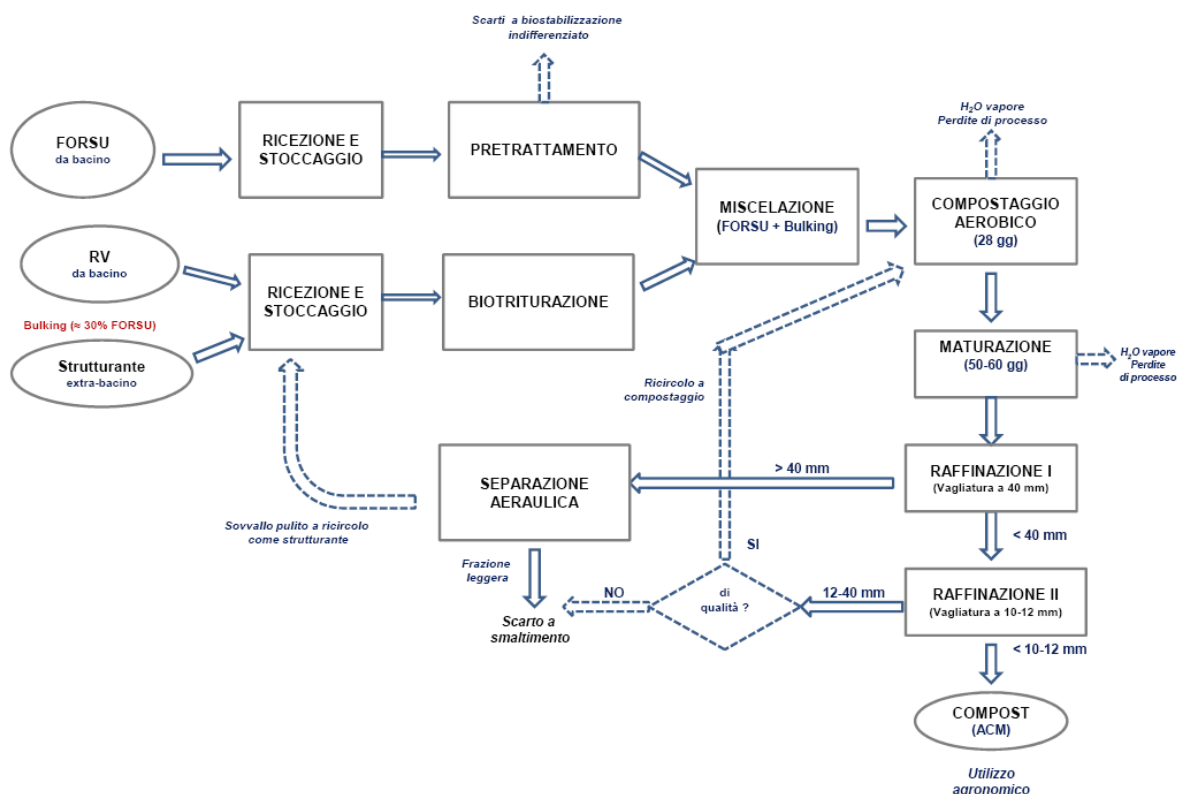 Scarti a biostabilizzazione
indifferenziato
FORSU
da bacino
RICEZIONE E
STOCCAGGIO
PRETRATTAMENTO
H₂O vapore
Perdite di processo
MISCELAZIONE
(FORSU + Bulking)
COMPOSTAGGIO
AEROBICO
(28 gg)
RV
da bacino
Bulking (≈ 30% FORSU)
Strutturante
extra-bacino
RICEZIONE E
STOCCAGGIO
BIOTRITURAZIONE
MATURAZIONE
(50-60 gg)
H₂O vapore
Perdite
di processo
Ricircolo a
compostaggio
SEPARAZIONE
AERAULICA
> 40 mm
RAFFINAZIONE I
(Vagliatura a 40 mm)
Sovvallo pulito a ricircolo
come strutturante
< 40 mm
SI
Frazione
leggera
NO
di
qualità ?
12-40 mm
RAFFINAZIONE II
(Vagliatura a 10-12 mm)
Scarto a
smaltimento
< 10-12 mm
COMPOST
(ACM)
Utilizzo
agronomico